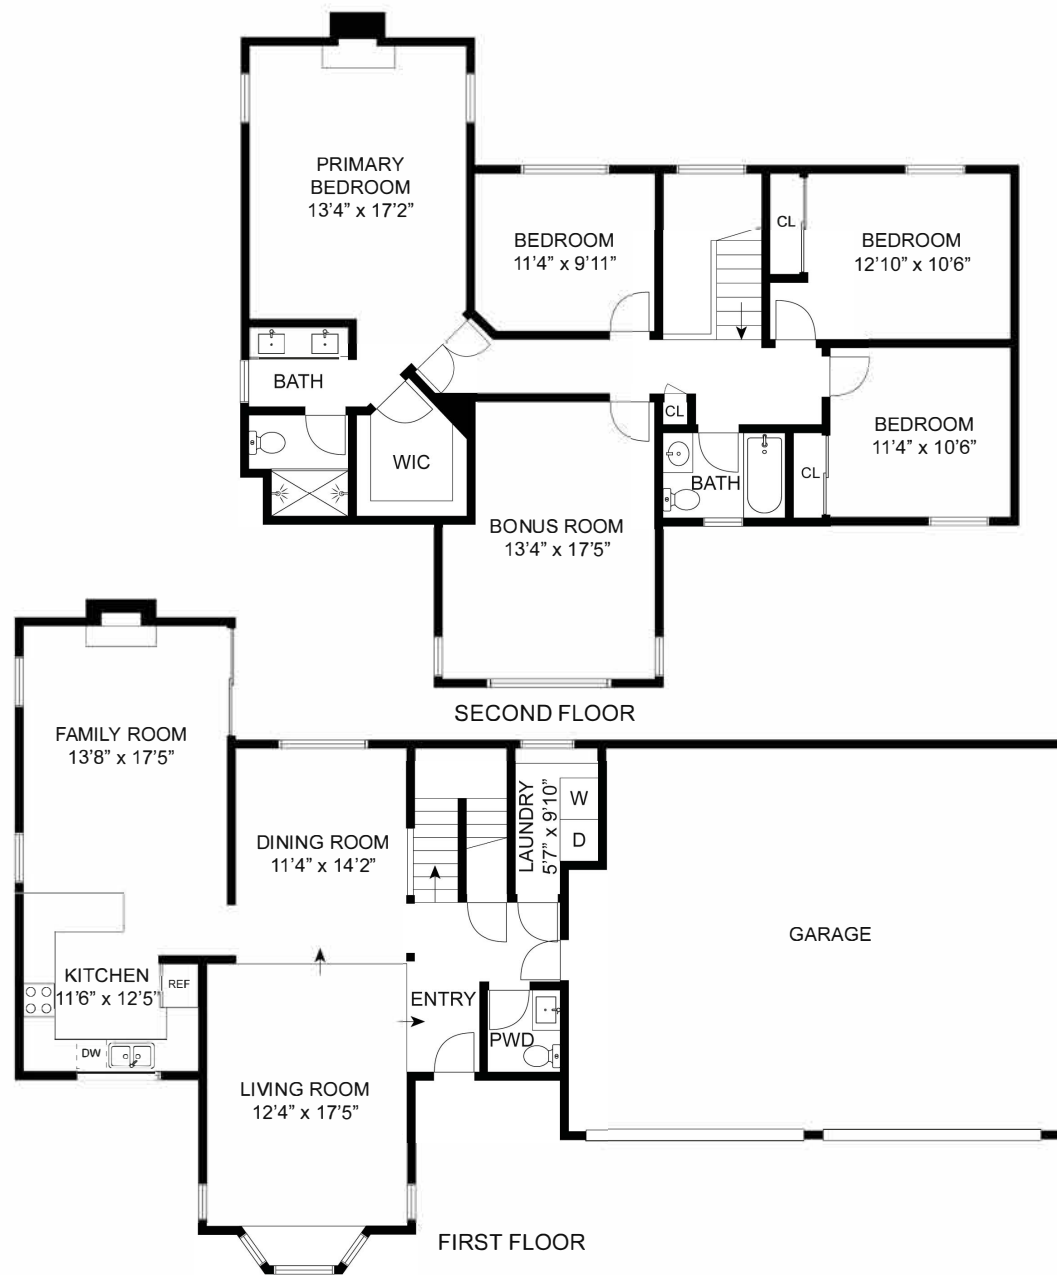 PRIMARY
BEDROOM
13'4” x 17'2”
BEDROOM
11'4” x 9'11”
CL
BEDROOM
12'10” x 10'6”
BATH
WIC
CL
BATH
BEDROOM
11'4” x 10'6”
CL
BONUS ROOM
13'4” x 17'5”
SECOND FLOOR
FAMILY ROOM
13'8” x 17'5”
DINING ROOM
11'4” x 14'2”
LAUNDRY
5'7” x 9'10”
W
D
GARAGE
KITCHEN
11'6” x 12'5”
REF
DW
ENTRY
PWD
LIVING ROOM
12'4” x 17'5”
FIRST FLOOR